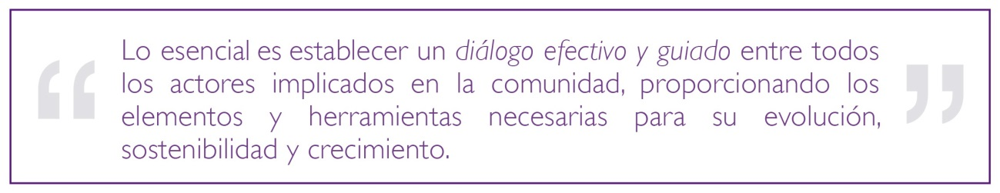 Lo esencial es establecer un diálogo efectivo y guiado entre todos
los actores implicados en la comunidad, proporcionando los
elementos y herramientas necesarias para su evolución,
sostenibilidad y crecimiento.